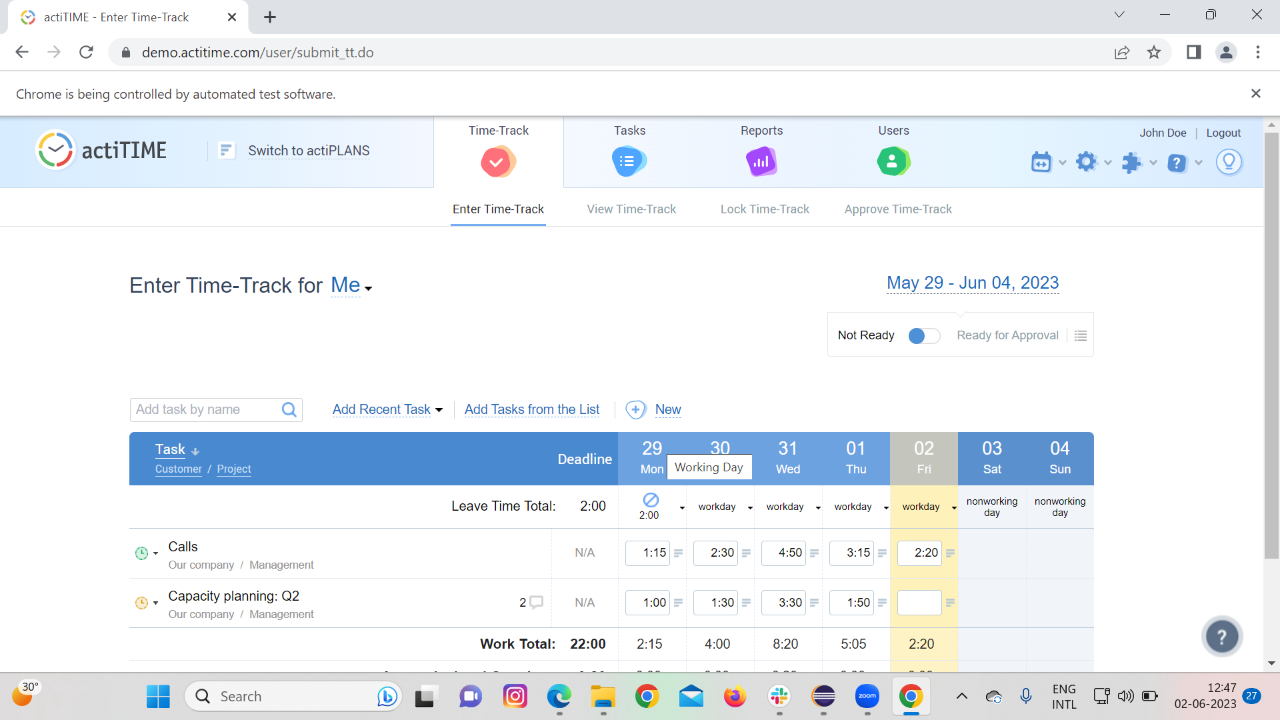 actiTIME - Enter Time-Track
demo.actitime.com/user/submit_tt.do
Chrome is being controlled by automated test software.
actiTIME
Switch to actiPLANS
Time-Track
Tasks
Reports
Users
John Doe
Logout
Enter Time-Track
View Time-Track
Lock Time-Track
Approve Time-Track
Enter Time-Track for Me
May 29 - Jun 04, 2023
Not Ready
Ready for Approval
Add task by name
Add Recent Task
Add Tasks from the List
New
Task
Customer / Project
Deadline
29 30 31 01 02 03 04
Mon Wed Thu Fri Sat Sun
Working Day
Leave Time Total: 2:00
2:00 workday workday workday workday nonworking day nonworking day
Calls N/A 1:15 2:30 4:50 3:15 2:20
Our company / Management
Capacity planning: Q2 2 N/A 1:00 1:30 3:30 1:50
Our company / Management
Work Total: 22:00 2:15 4:00 8:20 5:05 2:20
?
30°
Search
zoom
ENG
INTL
12:47
02-06-2023
27